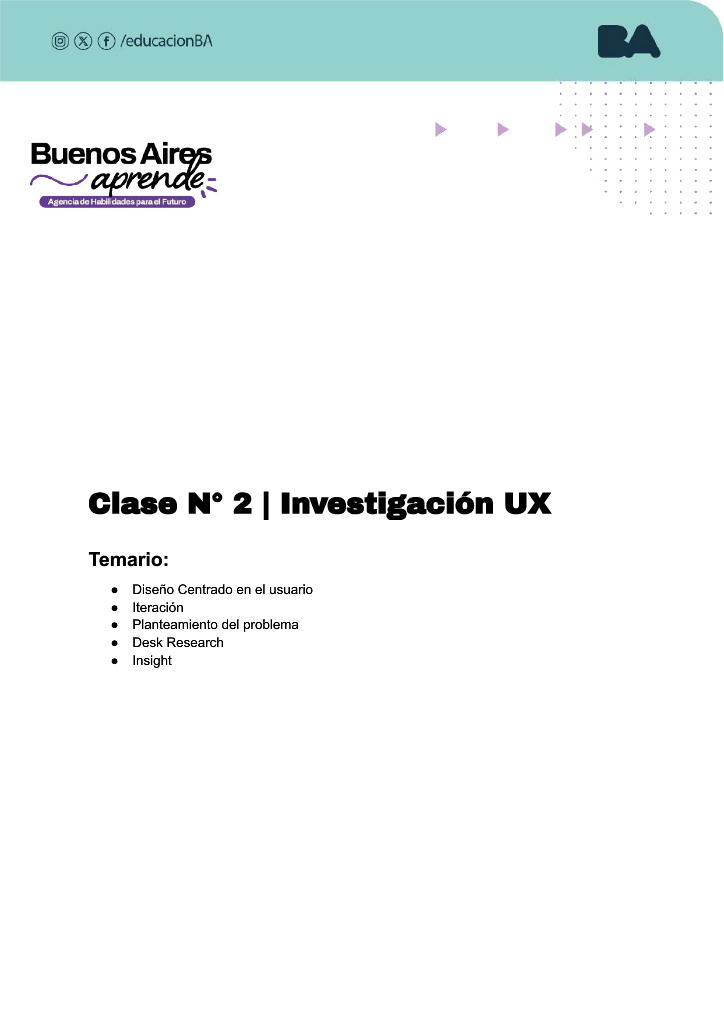 /educacionBA
BA
Buenos Aires
aprende
Agencia de Habilidades para el Futuro
Clase N° 2 | Investigación UX
Temario:
● Diseño Centrado en el usuario
● Iteración
● Planteamiento del problema
● Desk Research
● Insight